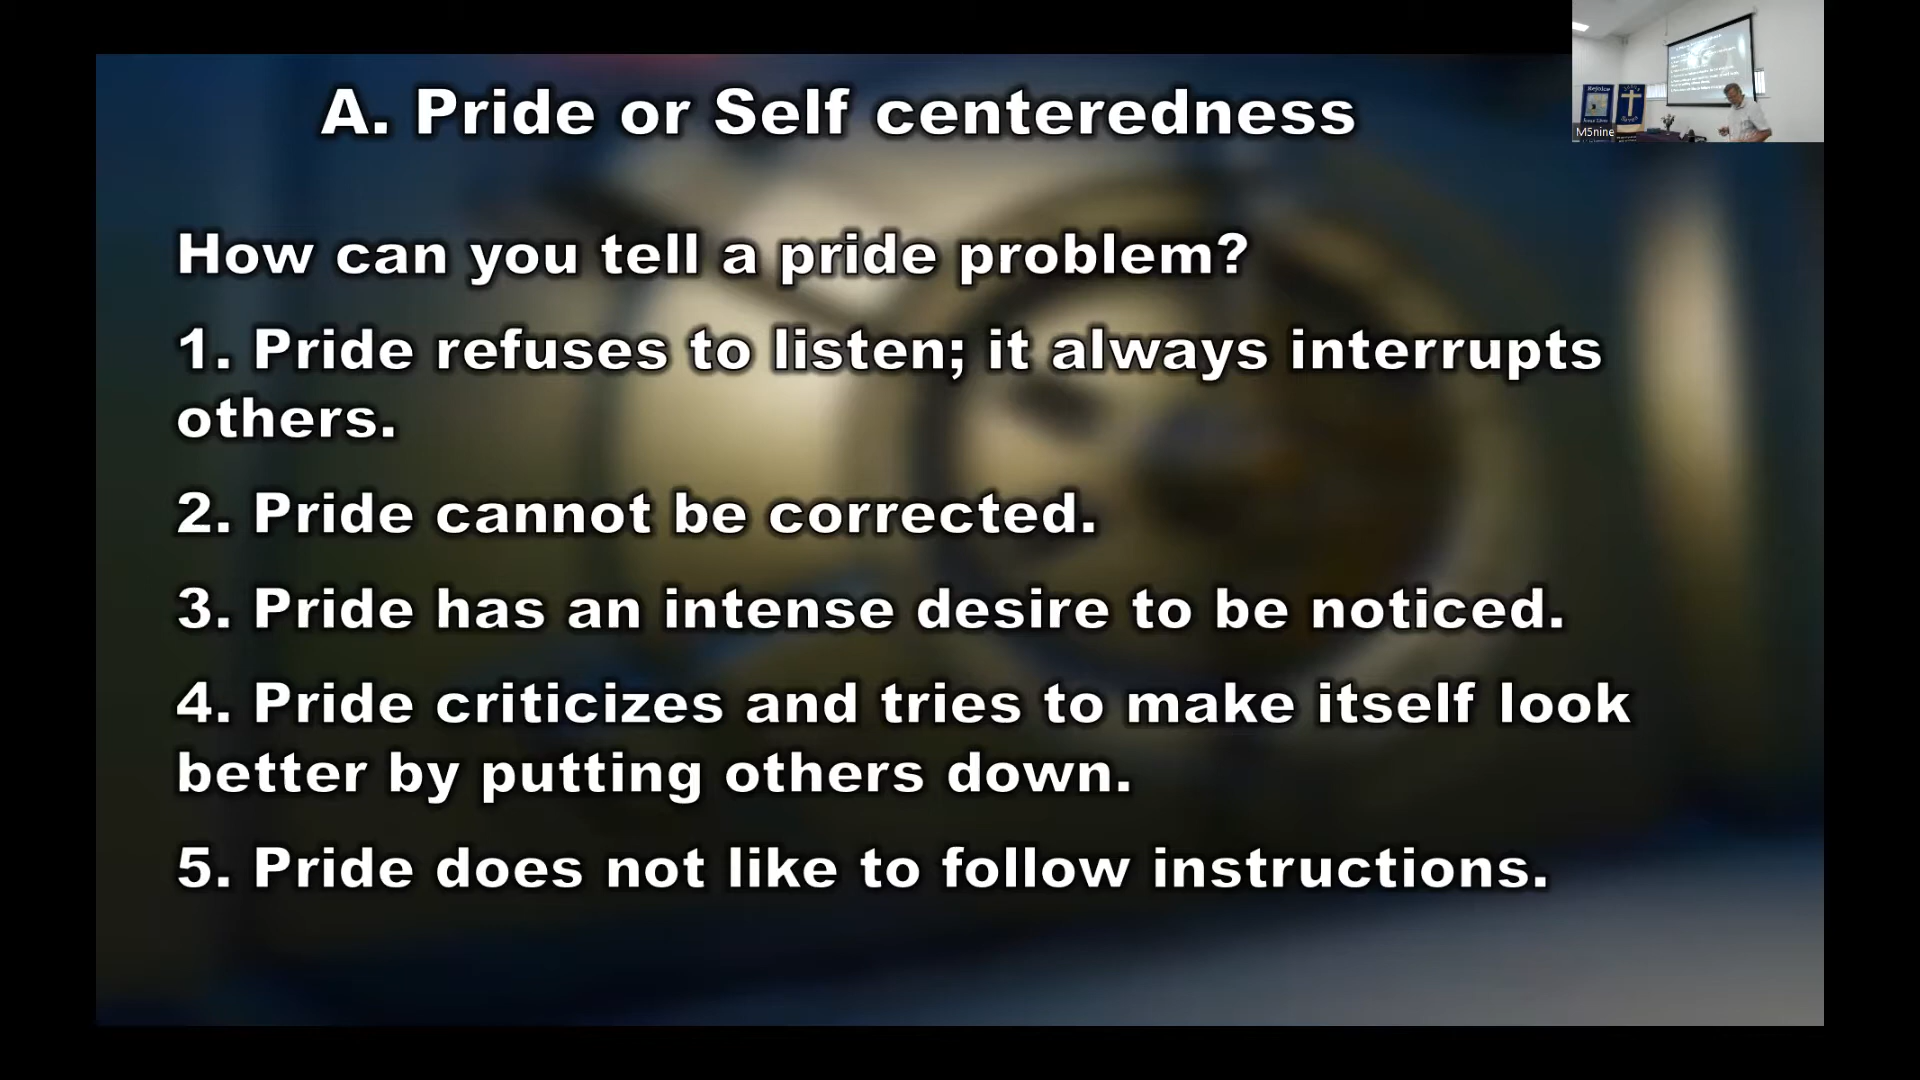 A. Pride or Self centeredness
How can you tell a pride problem?
1. Pride refuses to listen; it always interrupts
others.
2. Pride cannot be corrected.
3. Pride has an intense desire to be noticed.
4. Pride criticizes and tries to make itself look
better by putting others down.
5. Pride does not like to follow instructions.
Rejoice
M5nine